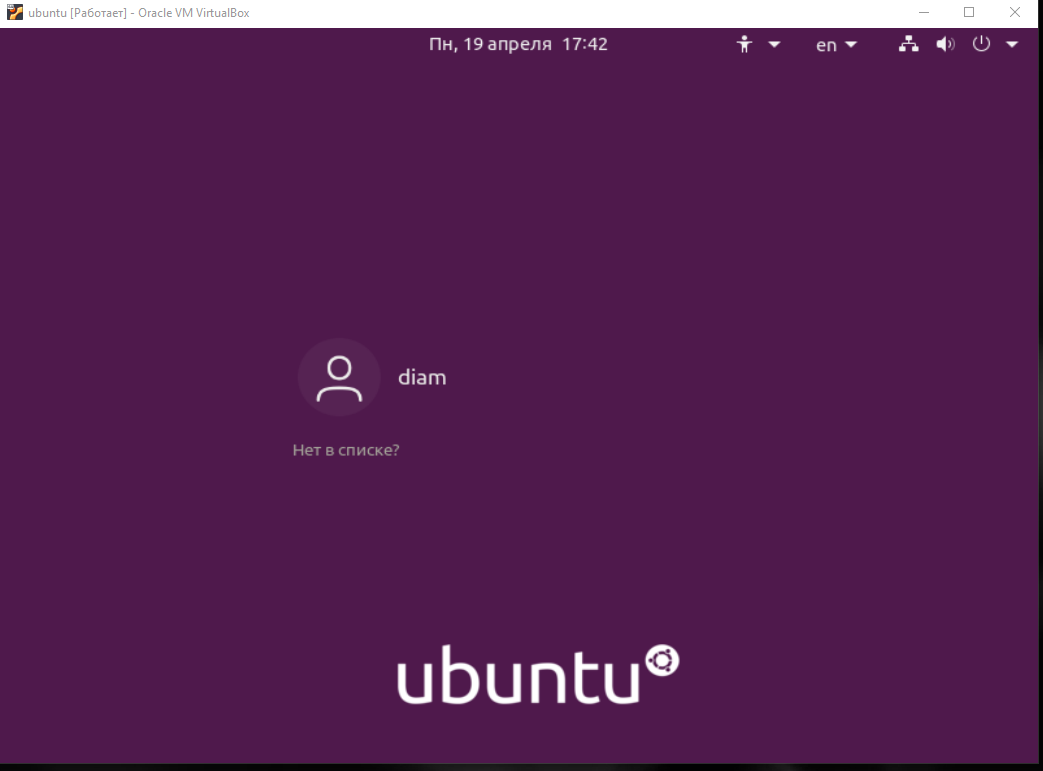 ubuntu [Работает] - Oracle VM VirtualBox
Пн, 19 апреля 17:42
en
diam
Нет в списке?
ubuntu